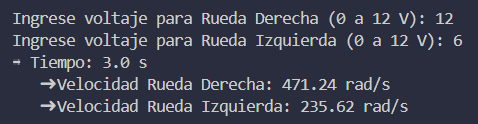 Ingrese voltaje para Rueda Derecha (0 a 12 V): 12
Ingrese voltaje para Rueda Izquierda (0 a 12 V): 6
➡ Tiempo: 3.0 s
➜Velocidad Rueda Derecha: 471.24 rad/s
➜Velocidad Rueda Izquierda: 235.62 rad/s